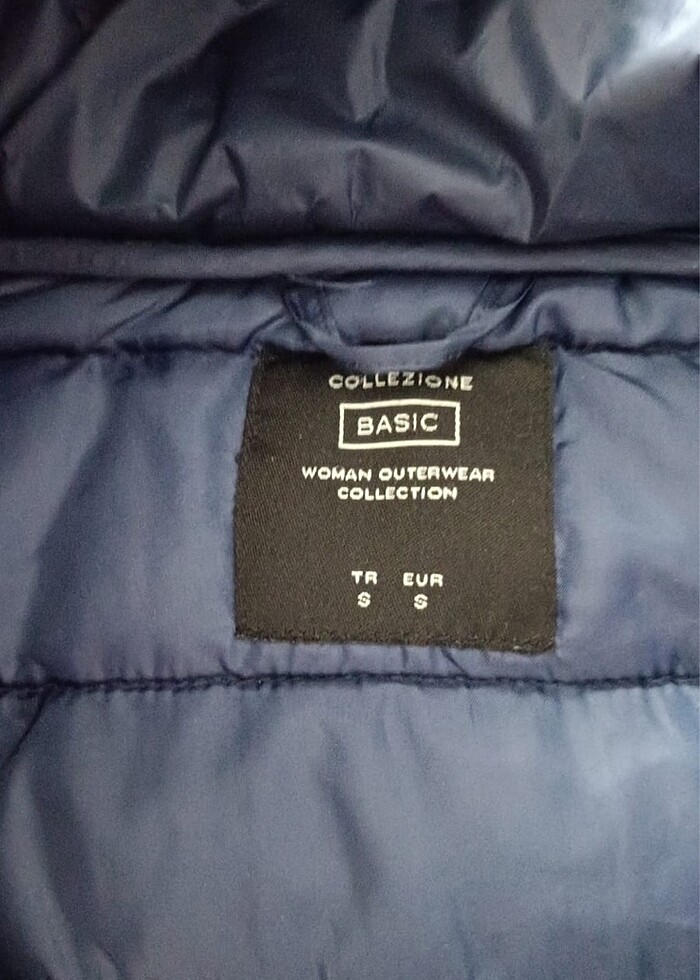 COLLEZIONE
BASIC
WOMAN OUTERWEAR
COLLECTION
TR EUR
S S